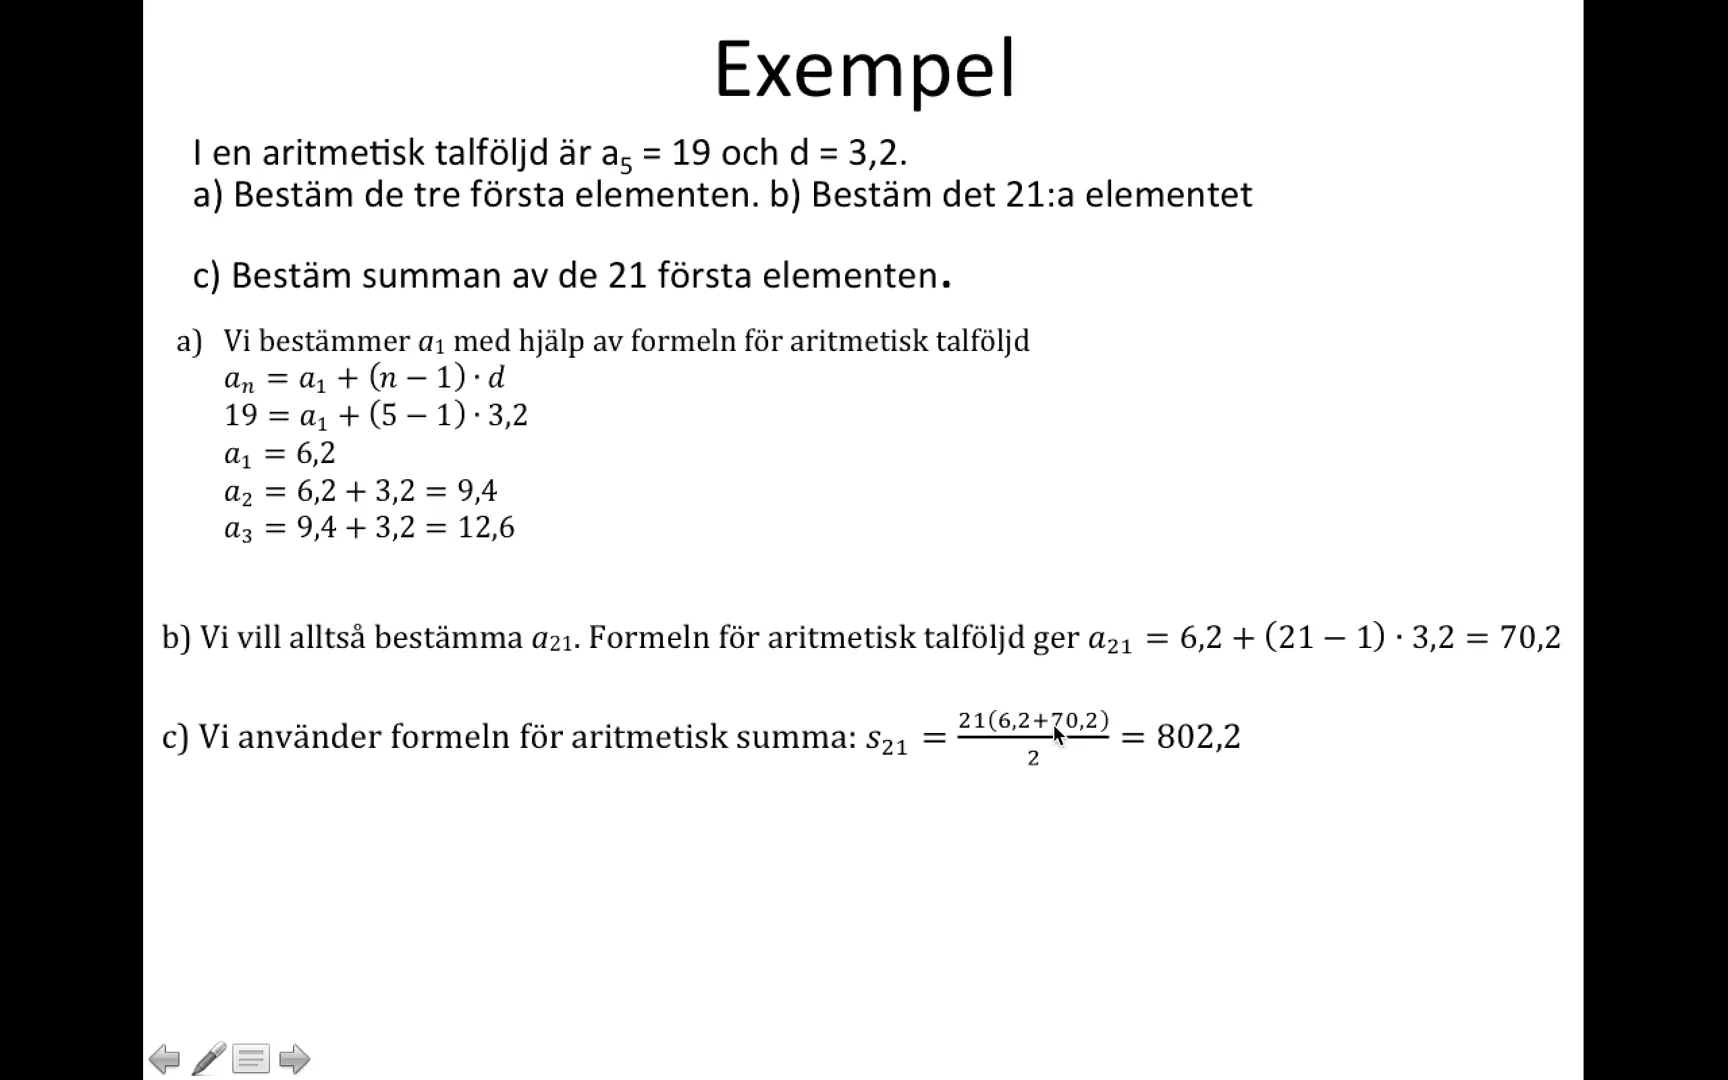 Exempel
I en aritmetisk talföljd är a₅ = 19 och d = 3,2.
a) Bestäm de tre första elementen. b) Bestäm det 21:a elementet
c) Bestäm summan av de 21 första elementen.
a) Vi bestämmer a₁ med hjälp av formeln för aritmetisk talföljd
aₙ = a₁ + (n − 1) · d
19 = a₁ + (5 − 1) · 3,2
a₁ = 6,2
a₂ = 6,2 + 3,2 = 9,4
a₃ = 9,4 + 3,2 = 12,6
b) Vi vill alltså bestämma a₂₁. Formeln för aritmetisk talföljd ger a₂₁ = 6,2 + (21 − 1) · 3,2 = 70,2
c) Vi använder formeln för aritmetisk summa: s₂₁ = 21(6,2+70,2)/2 = 802,2